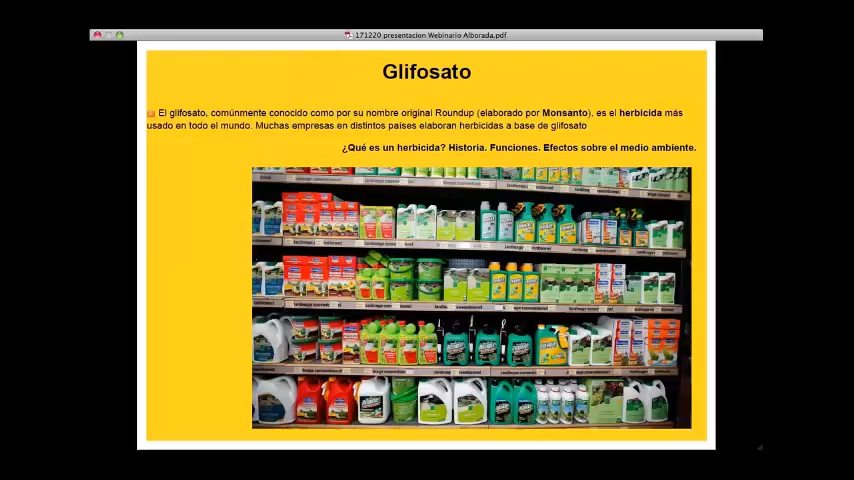 171220 presentacion Webinario Alborada.pdf
Glifosato
El glifosato, comúnmente conocido como por su nombre original Roundup (elaborado por Monsanto), es el herbicida más
usado en todo el mundo. Muchas empresas en distintos países elaboran herbicidas a base de glifosato
¿Qué es un herbicida? Historia. Funciones. Efectos sobre el medio ambiente.